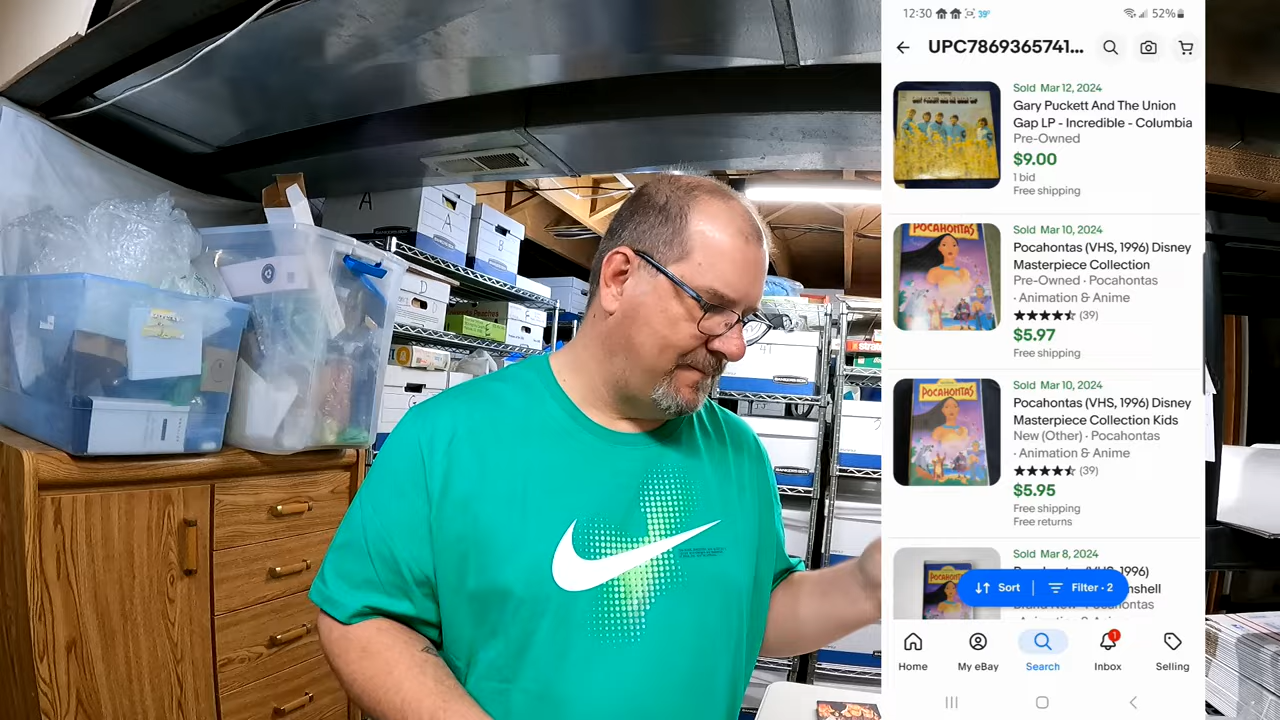 12:30
39°
52%
UPC7869365741...
Sold Mar 12, 2024
Gary Puckett And The Union
Gap LP - Incredible - Columbia
Pre-Owned
$9.00
1 bid
Free shipping
POCAHONTAS
Sold Mar 10, 2024
Pocahontas (VHS, 1996) Disney
Masterpiece Collection
Pre-Owned · Pocahontas
· Animation & Anime
(39)
$5.97
Free shipping
POCAHONTAS
Sold Mar 10, 2024
Pocahontas (VHS, 1996) Disney
Masterpiece Collection Kids
New (Other) · Pocahontas
· Animation & Anime
(39)
$5.95
Free shipping
Free returns
Sold Mar 8, 2024
Sort
Filter · 2
Home
My eBay
Search
1
Inbox
Selling
A
A
B
D
E
E
41